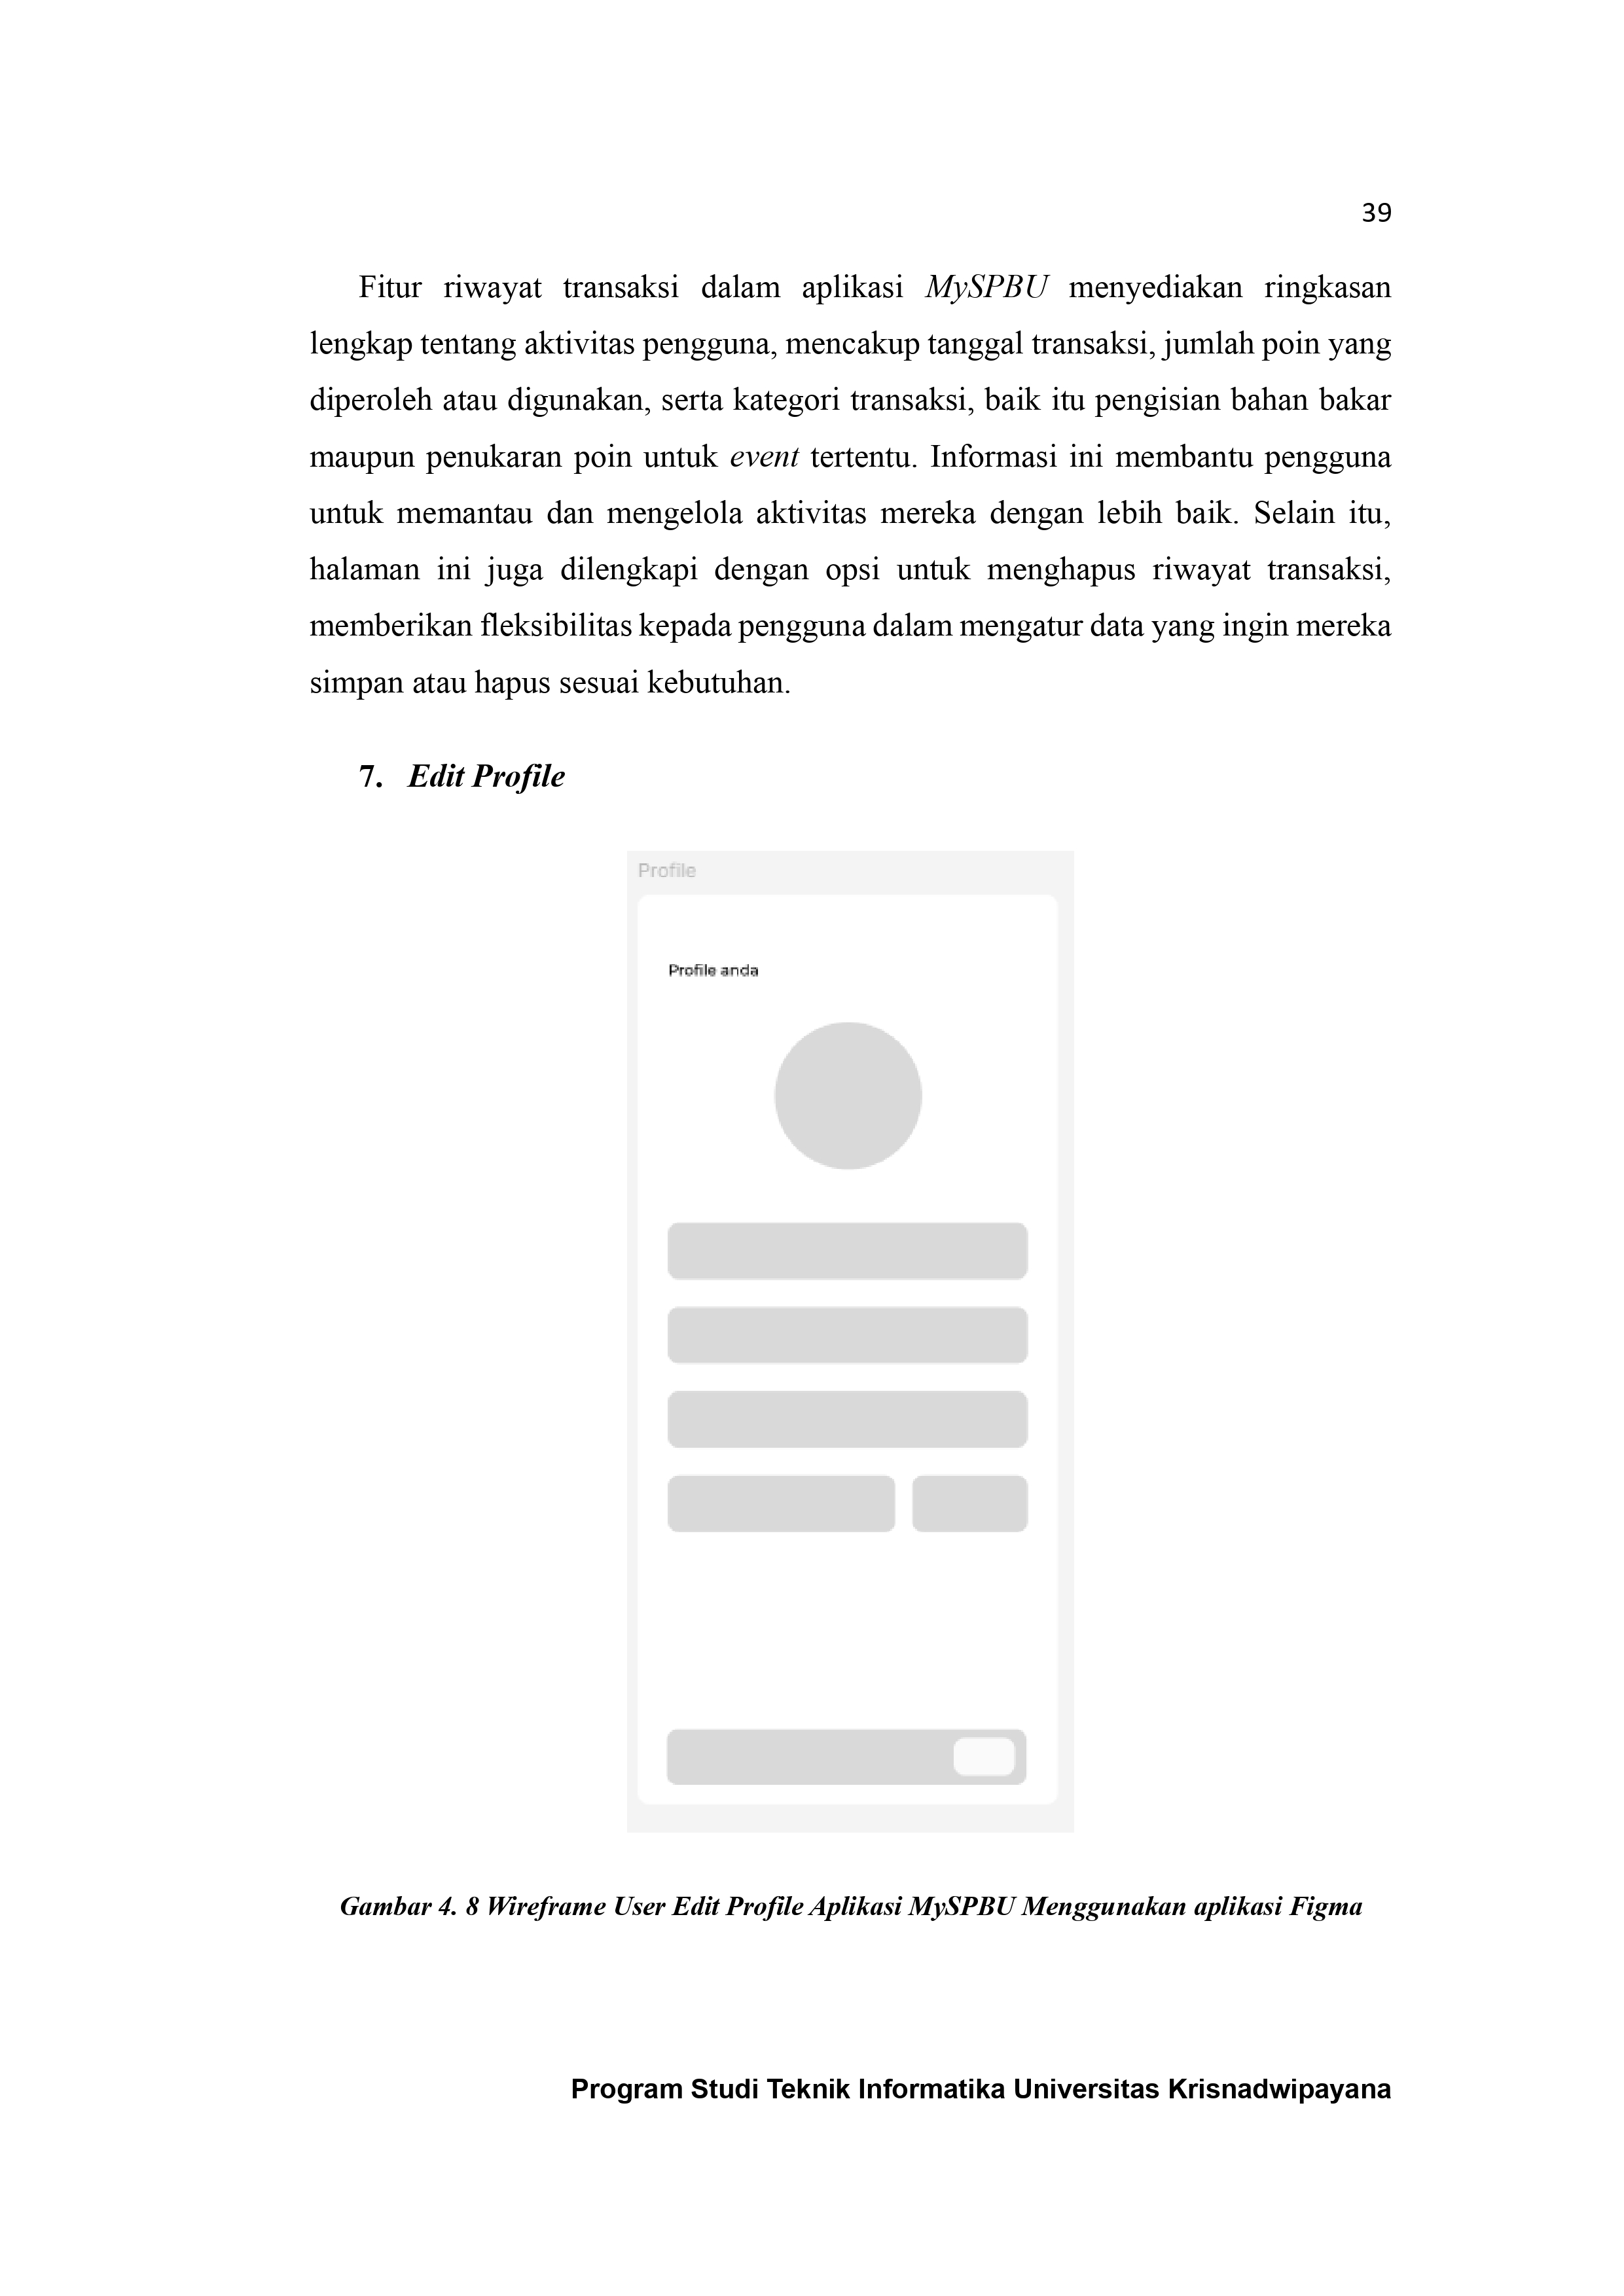 39
Fitur riwayat transaksi dalam aplikasi MySPBU menyediakan ringkasan
lengkap tentang aktivitas pengguna, mencakup tanggal transaksi, jumlah poin yang
diperoleh atau digunakan, serta kategori transaksi, baik itu pengisian bahan bakar
maupun penukaran poin untuk event tertentu. Informasi ini membantu pengguna
untuk memantau dan mengelola aktivitas mereka dengan lebih baik. Selain itu,
halaman ini juga dilengkapi dengan opsi untuk menghapus riwayat transaksi,
memberikan fleksibilitas kepada pengguna dalam mengatur data yang ingin mereka
simpan atau hapus sesuai kebutuhan.
7. Edit Profile
Profile
Profile anda
Gambar 4. 8 Wireframe User Edit Profile Aplikasi MySPBU Menggunakan aplikasi Figma
Program Studi Teknik Informatika Universitas Krisnadwipayana